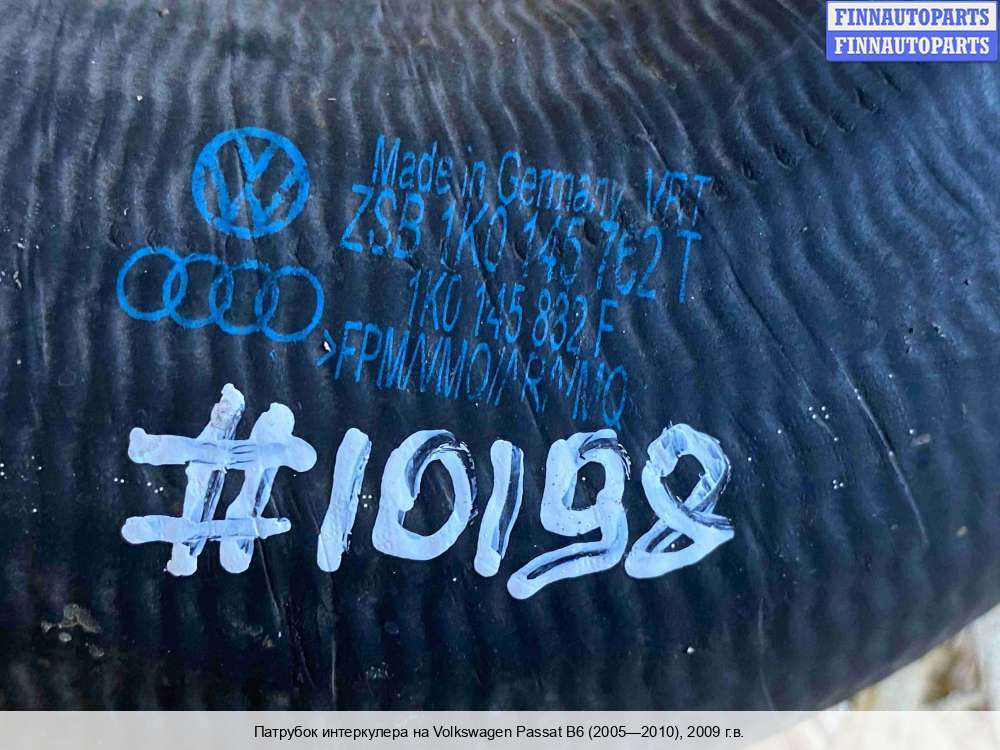 FINNAUTOPARTS
FINNAUTOPARTS
Made in Germany VRT
ZSB 1K0 145 762 T
1K0 145 832 F
#10198
Патрубок интеркулера на Volkswagen Passat B6 (2005—2010), 2009 г.в.